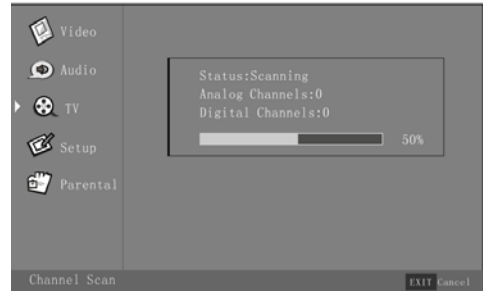 Video
Audio
TV
Setup
Parental
Status:Scanning
Analog Channels:0
Digital Channels:0
50%
Channel Scan
EXIT Cancel